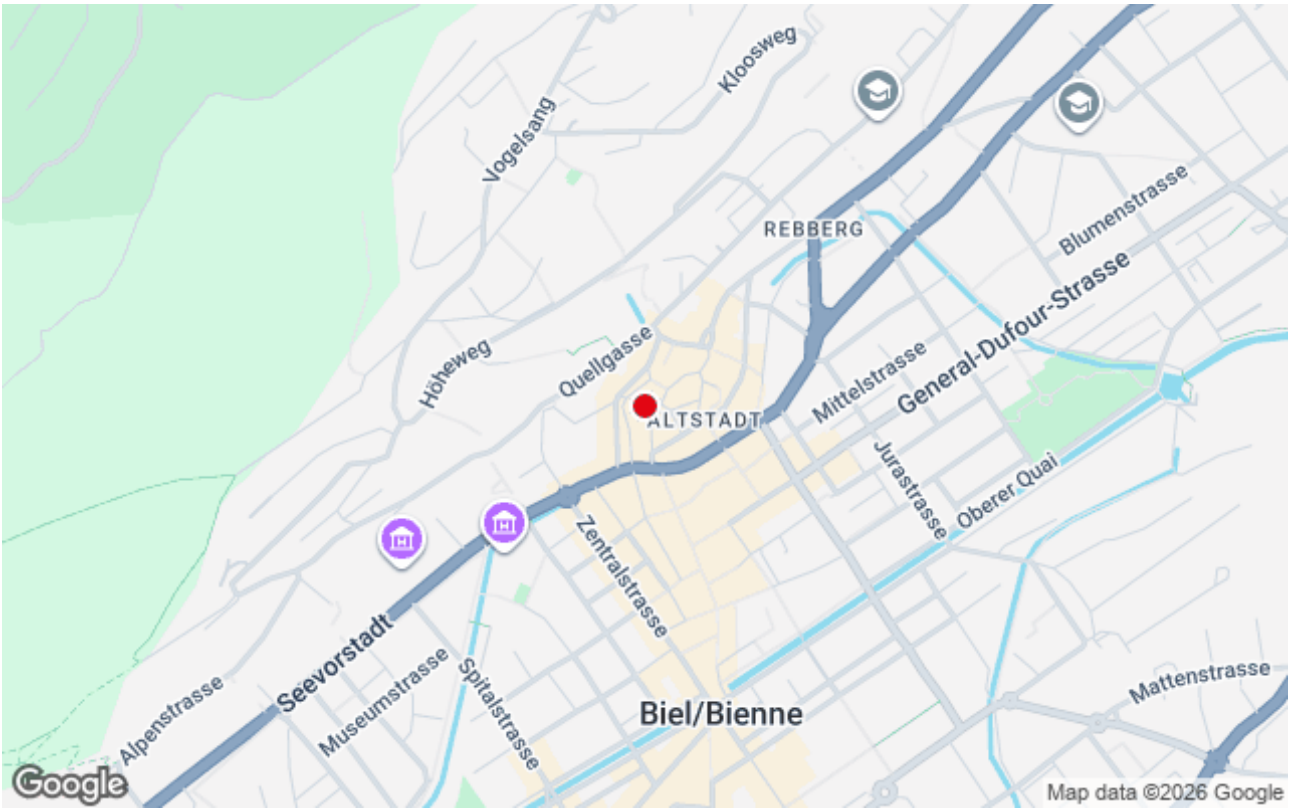 Kloosweg
Vogelsang
REBBERG
Blumenstrasse
General-Dufour-Strasse
Höheweg
Quellgasse
Mittelstrasse
ALTSTADT
Jurastrasse
Oberer Quai
Zentralstrasse
Seevorstadt
Museumstrasse
Spitalstrasse
Alpenstrasse
Mattenstrasse
Biel/Bienne
Google
Map data ©2026 Google